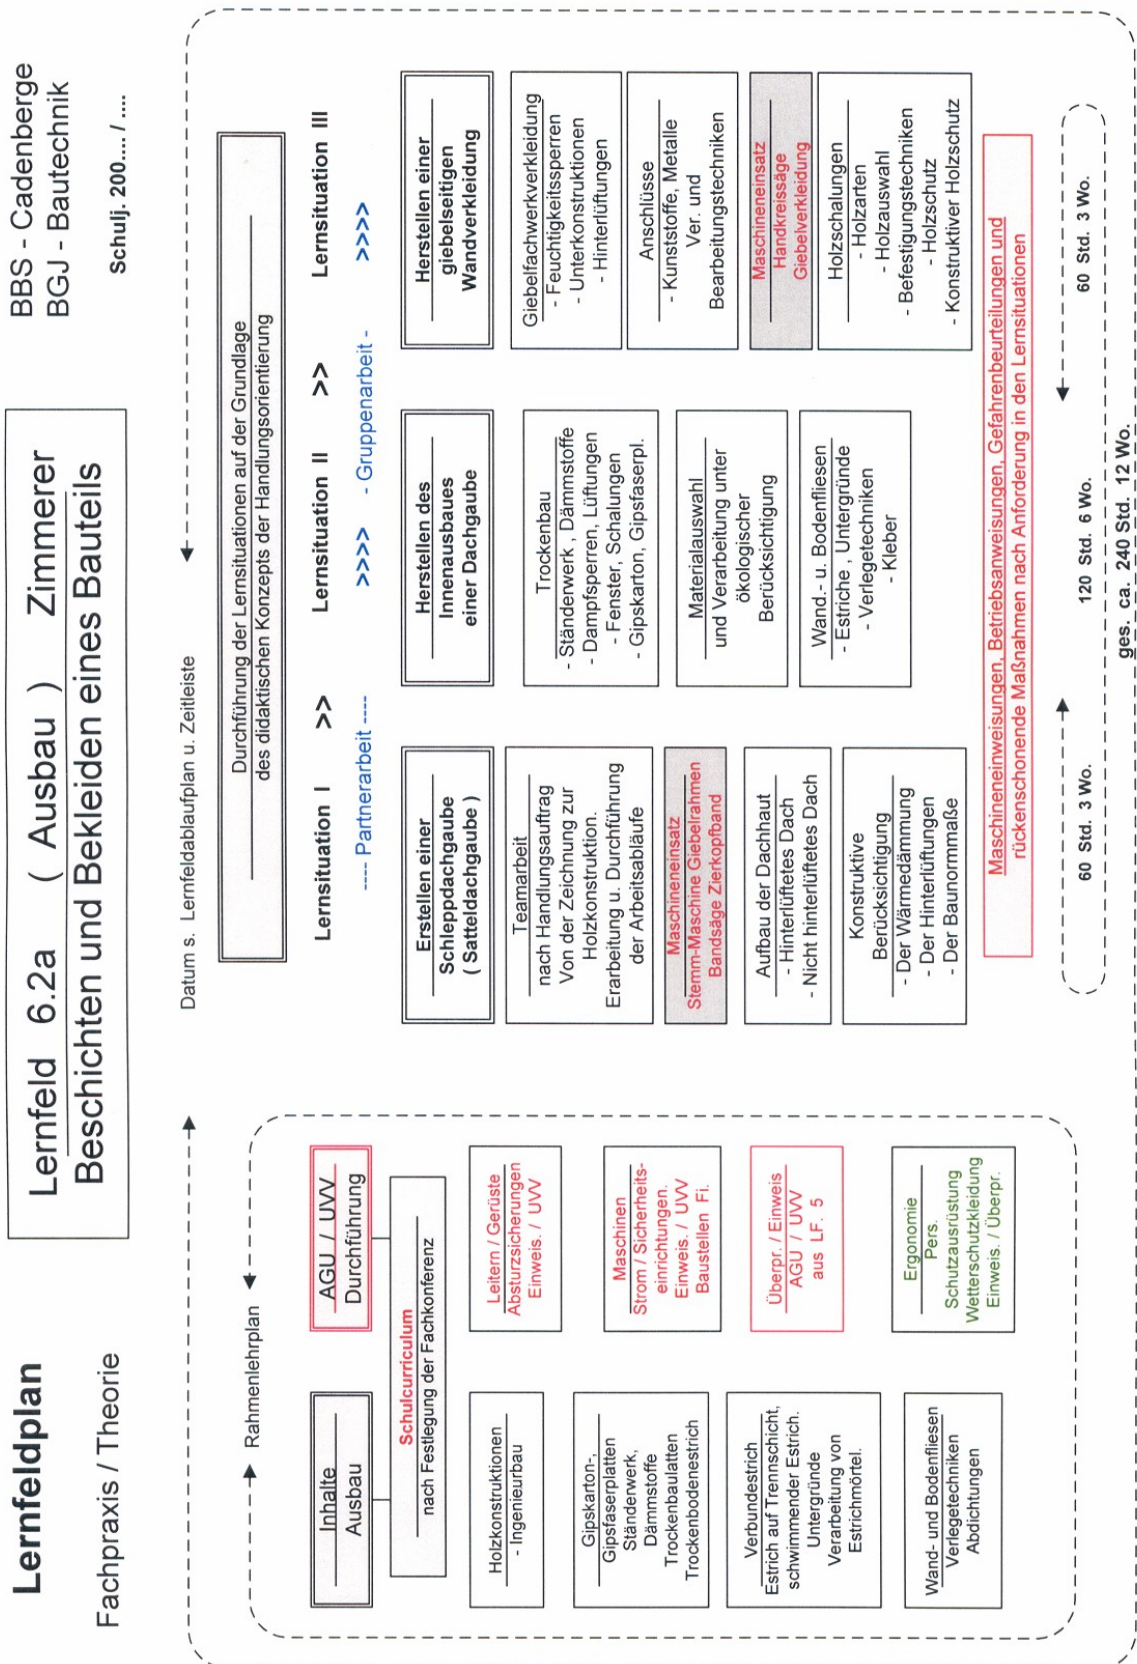 Lernfeldplan
Fachpraxis / Theorie
Lernfeld 6.2a ( Ausbau ) Zimmerer
Beschichten und Bekleiden eines Bauteils
BBS - Cadenberge
BGJ - Bautechnik
Schulj. 200.... / ....
Rahmenlehrplan
Datum s. Lernfeldablaufplan u. Zeitleiste
Inhalte
Ausbau
AGU / UVV
Durchführung
Schulcurriculum
nach Festlegung der Fachkonferenz
Holzkonstruktionen
- Ingenieurbau
Gipskarton-,
Gipsfaserplatten
Ständerwerk,
Dämmstoffe
Trockenbaulatten
Trockenbodenestrich
Verbundestrich
Estrich auf Trennschicht,
schwimmender Estrich.
Untergründe
Verarbeitung von
Estrichmörtel.
Wand- und Bodenfliesen
Verlegetechniken
Abdichtungen
Leitern / Gerüste
Absturzsicherungen
Einweis. / UVV
Maschinen
Strom / Sicherheits-
einrichtungen.
Einweis. / UVV
Baustellen Fi.
Überpr. / Einweis
AGU / UVV
aus LF. 5
Ergonomie
Pers.
Schutzausrüstung
Wetterschutzkleidung
Einweis. / Überpr.
Durchführung der Lernsituationen auf der Grundlage
des didaktischen Konzepts der Handlungsorientierung
Lernsituation I >> Lernsituation II >> Lernsituation III
---- Partnerarbeit ---- >>>> - Gruppenarbeit - >>>>
Erstellen einer
Schleppdachgaube
( Satteldachgaube )
Teamarbeit
nach Handlungsauftrag
Von der Zeichnung zur
Holzkonstruktion.
Erarbeitung u. Durchführung
der Arbeitsabläufe
Maschineneinsatz
Stemm-Maschine Giebelrahmen
Bandsäge Zierkopfband
Aufbau der Dachhaut
- Hinterlüftetes Dach
- Nicht hinterlüftetes Dach
Konstruktive
Berücksichtigung
- Der Wärmedämmung
- Der Hinterlüftungen
- Der Baunormmaße
Herstellen des
Innenausbaues
einer Dachgaube
Trockenbau
- Ständerwerk , Dämmstoffe
- Dampfsperren, Lüftungen
- Fenster, Schalungen
- Gipskarton, Gipsfaserpl.
Materialauswahl
und Verarbeitung unter
ökologischer
Berücksichtigung
Wand.- u. Bodenfliesen
- Estriche , Untergründe
- Verlegetechniken
- Kleber
Herstellen einer
giebelseitigen
Wandverkleidung
Giebelfachwerkverkleidung
- Feuchtigkeitssperren
- Unterkonstruktionen
- Hinterlüftungen
Anschlüsse
- Kunststoffe, Metalle
Ver. und
Bearbeitungstechniken
Maschineneinsatz
Handkreissäge
Giebelverkleidung
Holzschalungen
- Holzarten
- Holzauswahl
- Befestigungstechniken
- Holzschutz
- Konstruktiver Holzschutz
Maschineneinweisungen, Betriebsanweisungen, Gefahrenbeurteilungen und
rückenschonende Maßnahmen nach Anforderung in den Lernsituationen
60 Std. 3 Wo. 120 Std. 6 Wo. 60 Std. 3 Wo.
ges. ca. 240 Std. 12 Wo.